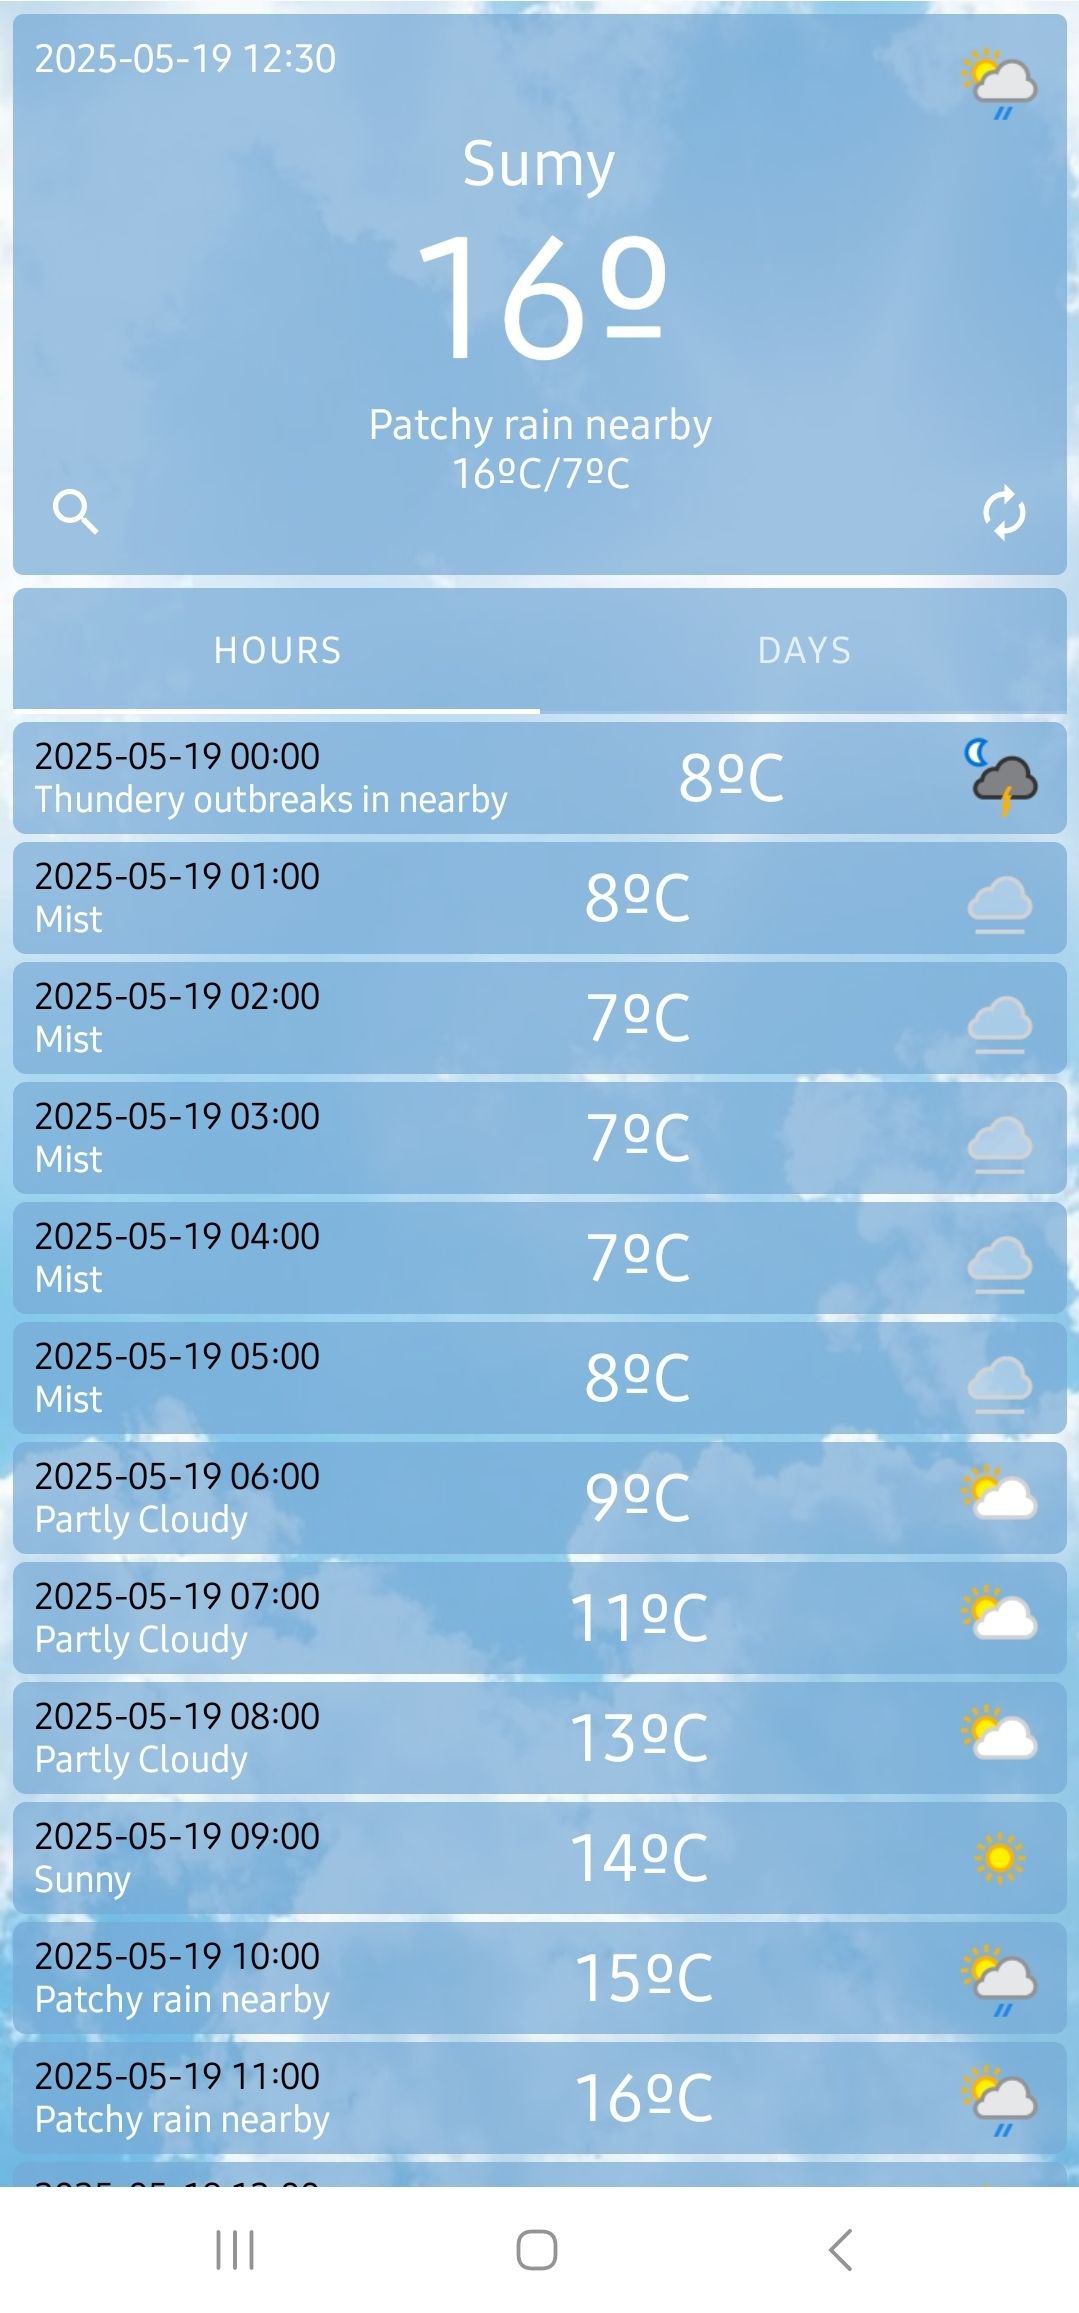 2025-05-19 12:30
Sumy
16º
Patchy rain nearby
16ºC/7ºC
HOURS
DAYS
2025-05-19 00:00
Thundery outbreaks in nearby
8ºC
2025-05-19 01:00
Mist
8ºC
2025-05-19 02:00
Mist
7ºC
2025-05-19 03:00
Mist
7ºC
2025-05-19 04:00
Mist
7ºC
2025-05-19 05:00
Mist
8ºC
2025-05-19 06:00
Partly Cloudy
9ºC
2025-05-19 07:00
Partly Cloudy
11ºC
2025-05-19 08:00
Partly Cloudy
13ºC
2025-05-19 09:00
Sunny
14ºC
2025-05-19 10:00
Patchy rain nearby
15ºC
2025-05-19 11:00
Patchy rain nearby
16ºC